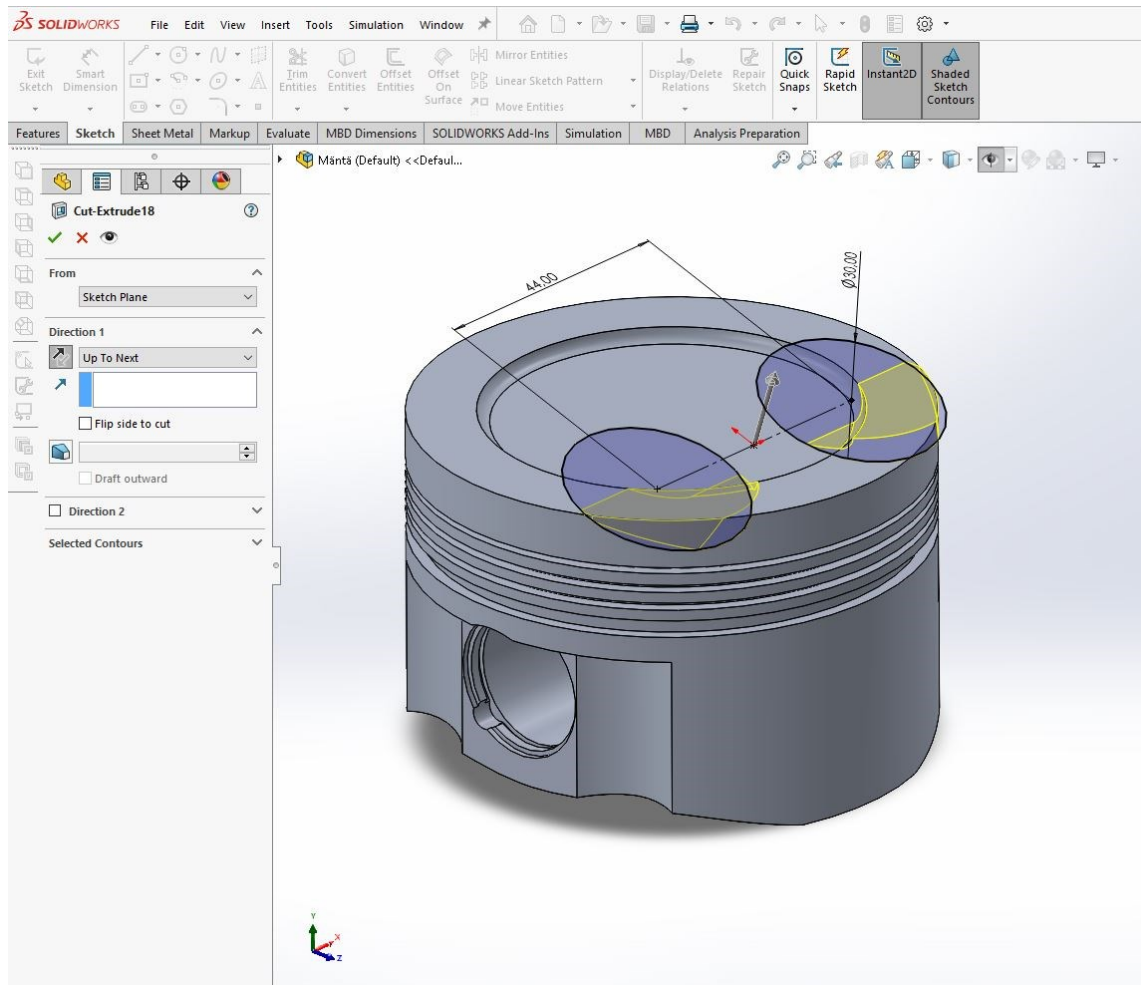 SOLIDWORKS File Edit View Insert Tools Simulation Window
Exit Sketch
Smart Dimension
Trim Entities
Convert Entities
Offset Entities
Offset On Surface
Mirror Entities
Linear Sketch Pattern
Move Entities
Display/Delete Relations
Repair Sketch
Quick Snaps
Rapid Sketch
Instant2D
Shaded Sketch Contours
Features Sketch Sheet Metal Markup Evaluate MBD Dimensions SOLIDWORKS Add-Ins Simulation MBD Analysis Preparation
Mäntä (Default) <<Defaul...
Cut-Extrude18
From
Sketch Plane
Direction 1
Up To Next
Flip side to cut
Draft outward
Direction 2
Selected Contours
44,00
Ø30,00
Y
X
Z